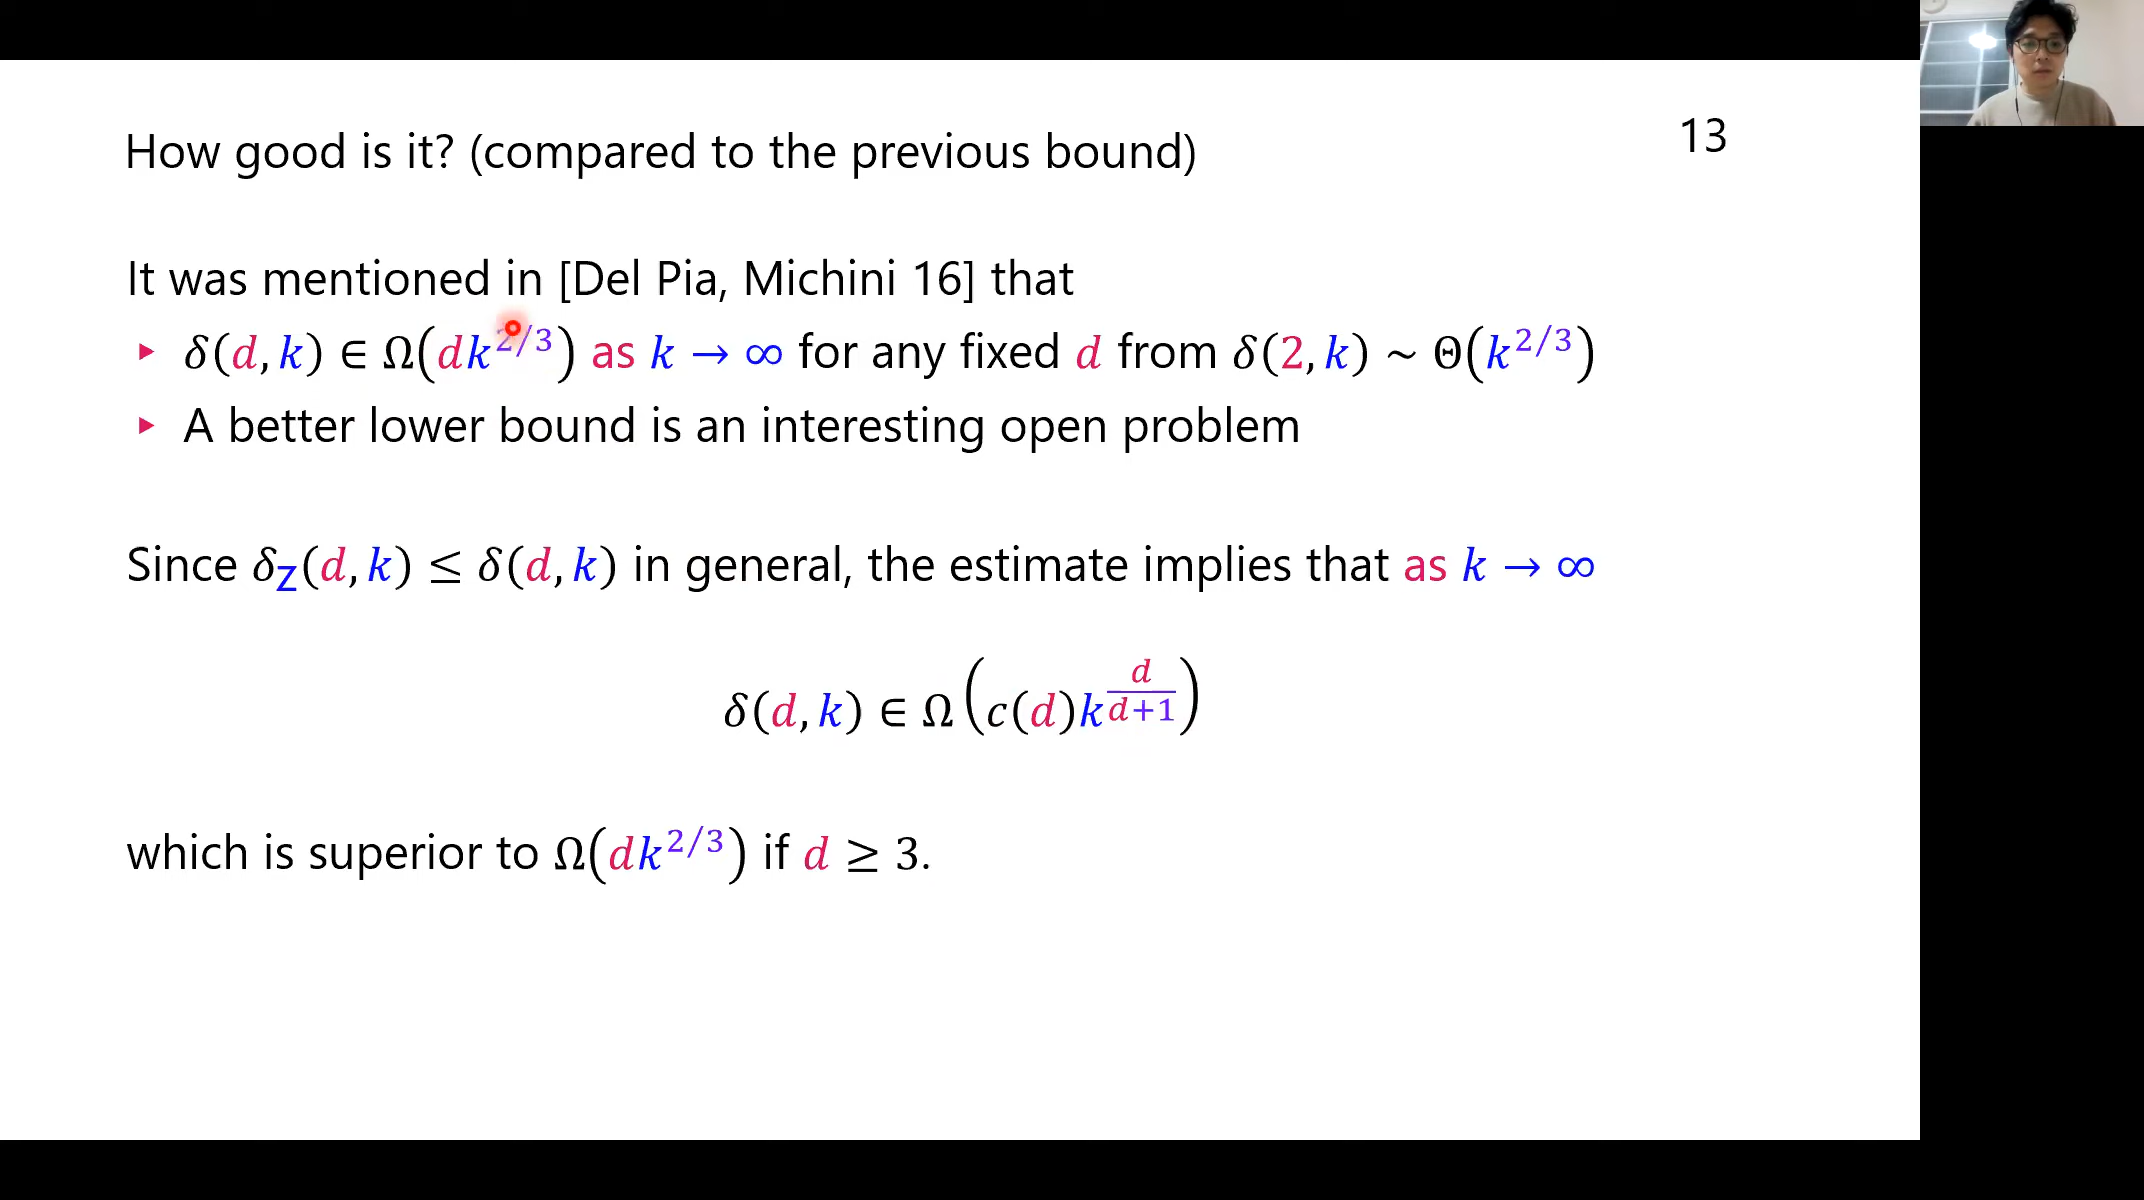 How good is it? (compared to the previous bound)
13
It was mentioned in [Del Pia, Michini 16] that
▸ δ(d, k) ∈ Ω(dk^{2/3}) as k → ∞ for any fixed d from δ(2, k) ~ Θ(k^{2/3})
▸ A better lower bound is an interesting open problem
Since δ_Z(d, k) ≤ δ(d, k) in general, the estimate implies that as k → ∞
δ(d, k) ∈ Ω(c(d)k^{\frac{d}{d+1}})
which is superior to Ω(dk^{2/3}) if d ≥ 3.